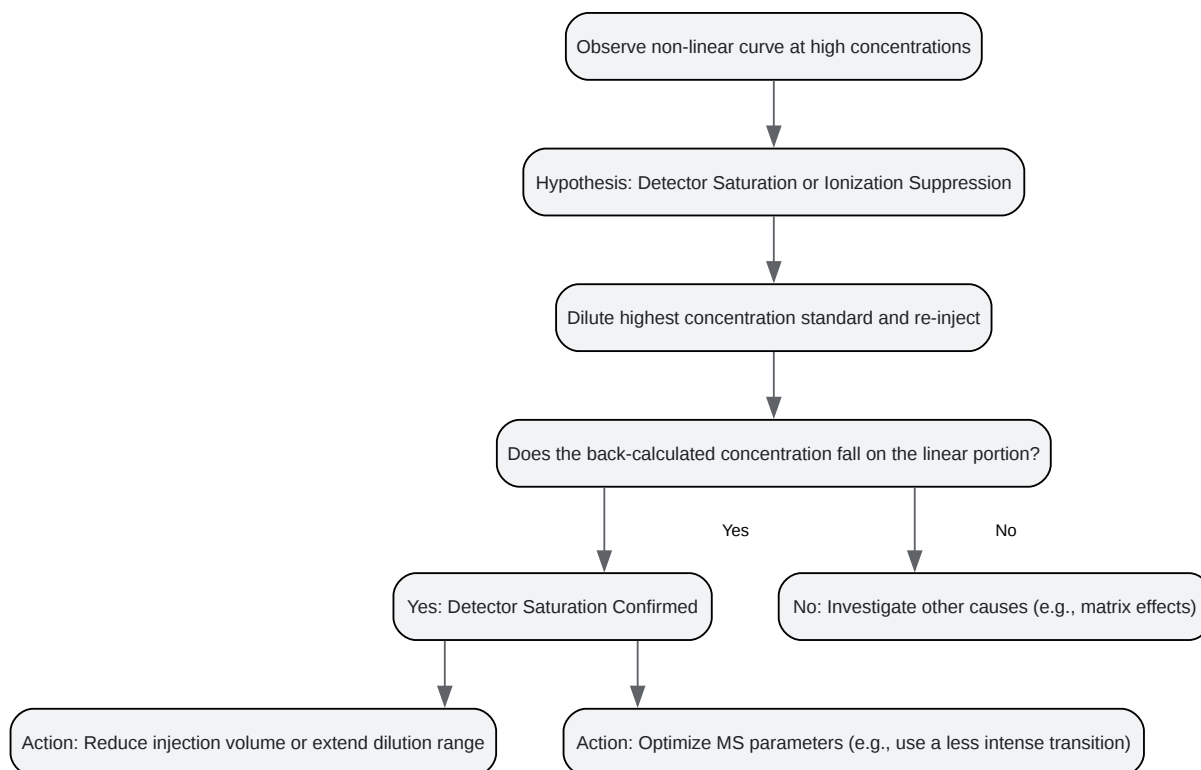 Observe non-linear curve at high concentrations
Hypothesis: Detector Saturation or Ionization Suppression
Dilute highest concentration standard and re-inject
Does the back-calculated concentration fall on the linear portion?
Yes
No
Yes: Detector Saturation Confirmed
No: Investigate other causes (e.g., matrix effects)
Action: Reduce injection volume or extend dilution range
Action: Optimize MS parameters (e.g., use a less intense transition)